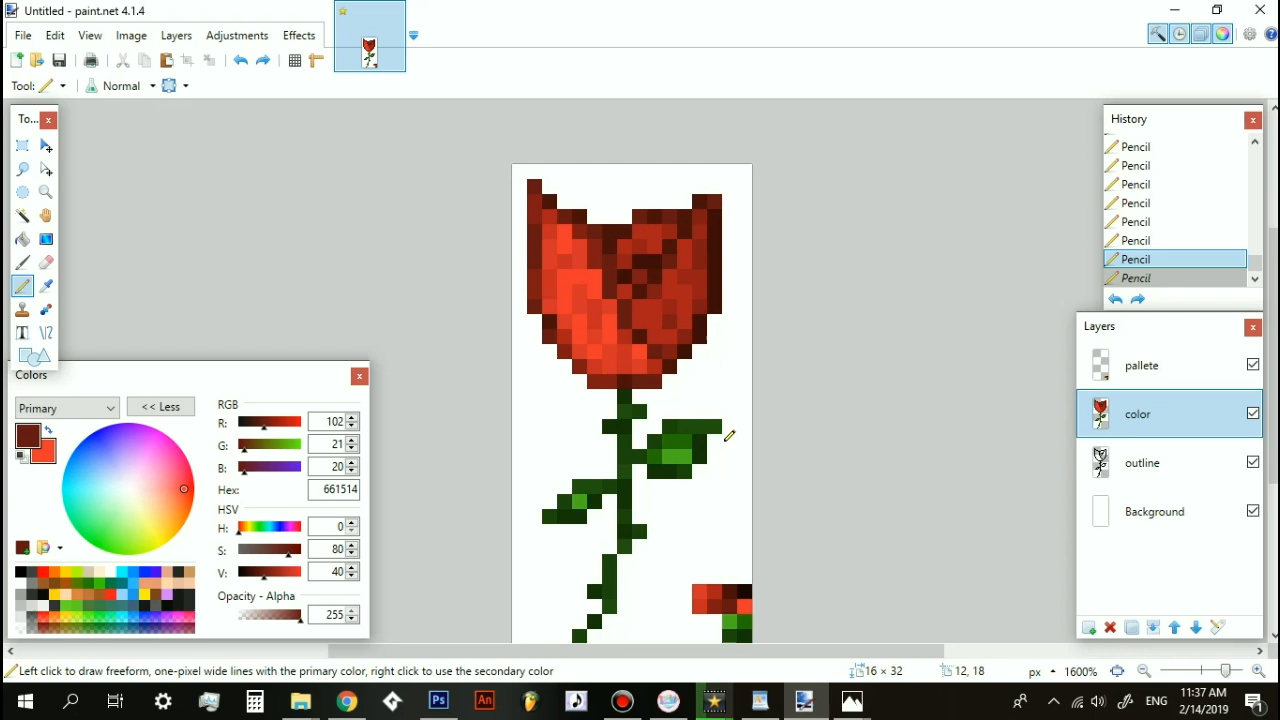 Untitled - paint.net 4.1.4
File Edit View Image Layers Adjustments Effects
Tool: Normal
To...
History
Pencil
Pencil
Pencil
Pencil
Pencil
Pencil
Pencil
Pencil
Layers
pallete
color
outline
Background
Colors
Primary
<< Less
RGB
R: 102
G: 21
B: 20
Hex: 661514
HSV
H: 0
S: 80
V: 40
Opacity - Alpha
255
Left click to draw freeform, one-pixel wide lines with the primary color, right click to use the secondary color
16 × 32
12, 18
px
1600%
Ps
An
ENG
11:37 AM
2/14/2019
1